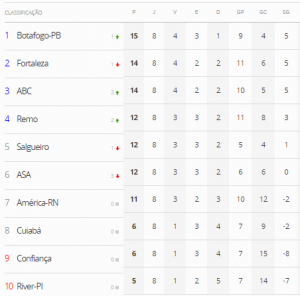 CLASSIFICAÇÃO P J V E D GP GC SG
1 Botafogo-PB 1 15 8 4 3 1 9 4 5
2 Fortaleza 1 14 8 4 2 2 11 6 5
3 ABC 2 14 8 4 2 2 10 5 5
4 Remo 2 12 8 3 3 2 11 8 3
5 Salgueiro 1 12 8 3 3 2 5 4 1
6 ASA 3 12 8 3 3 2 6 6 0
7 América-RN 0 11 8 3 2 3 10 12 -2
8 Cuiabá 0 6 8 1 3 4 7 9 -2
9 Confiança 0 6 8 1 3 4 7 15 -8
10 River-PI 0 5 8 1 2 5 7 14 -7